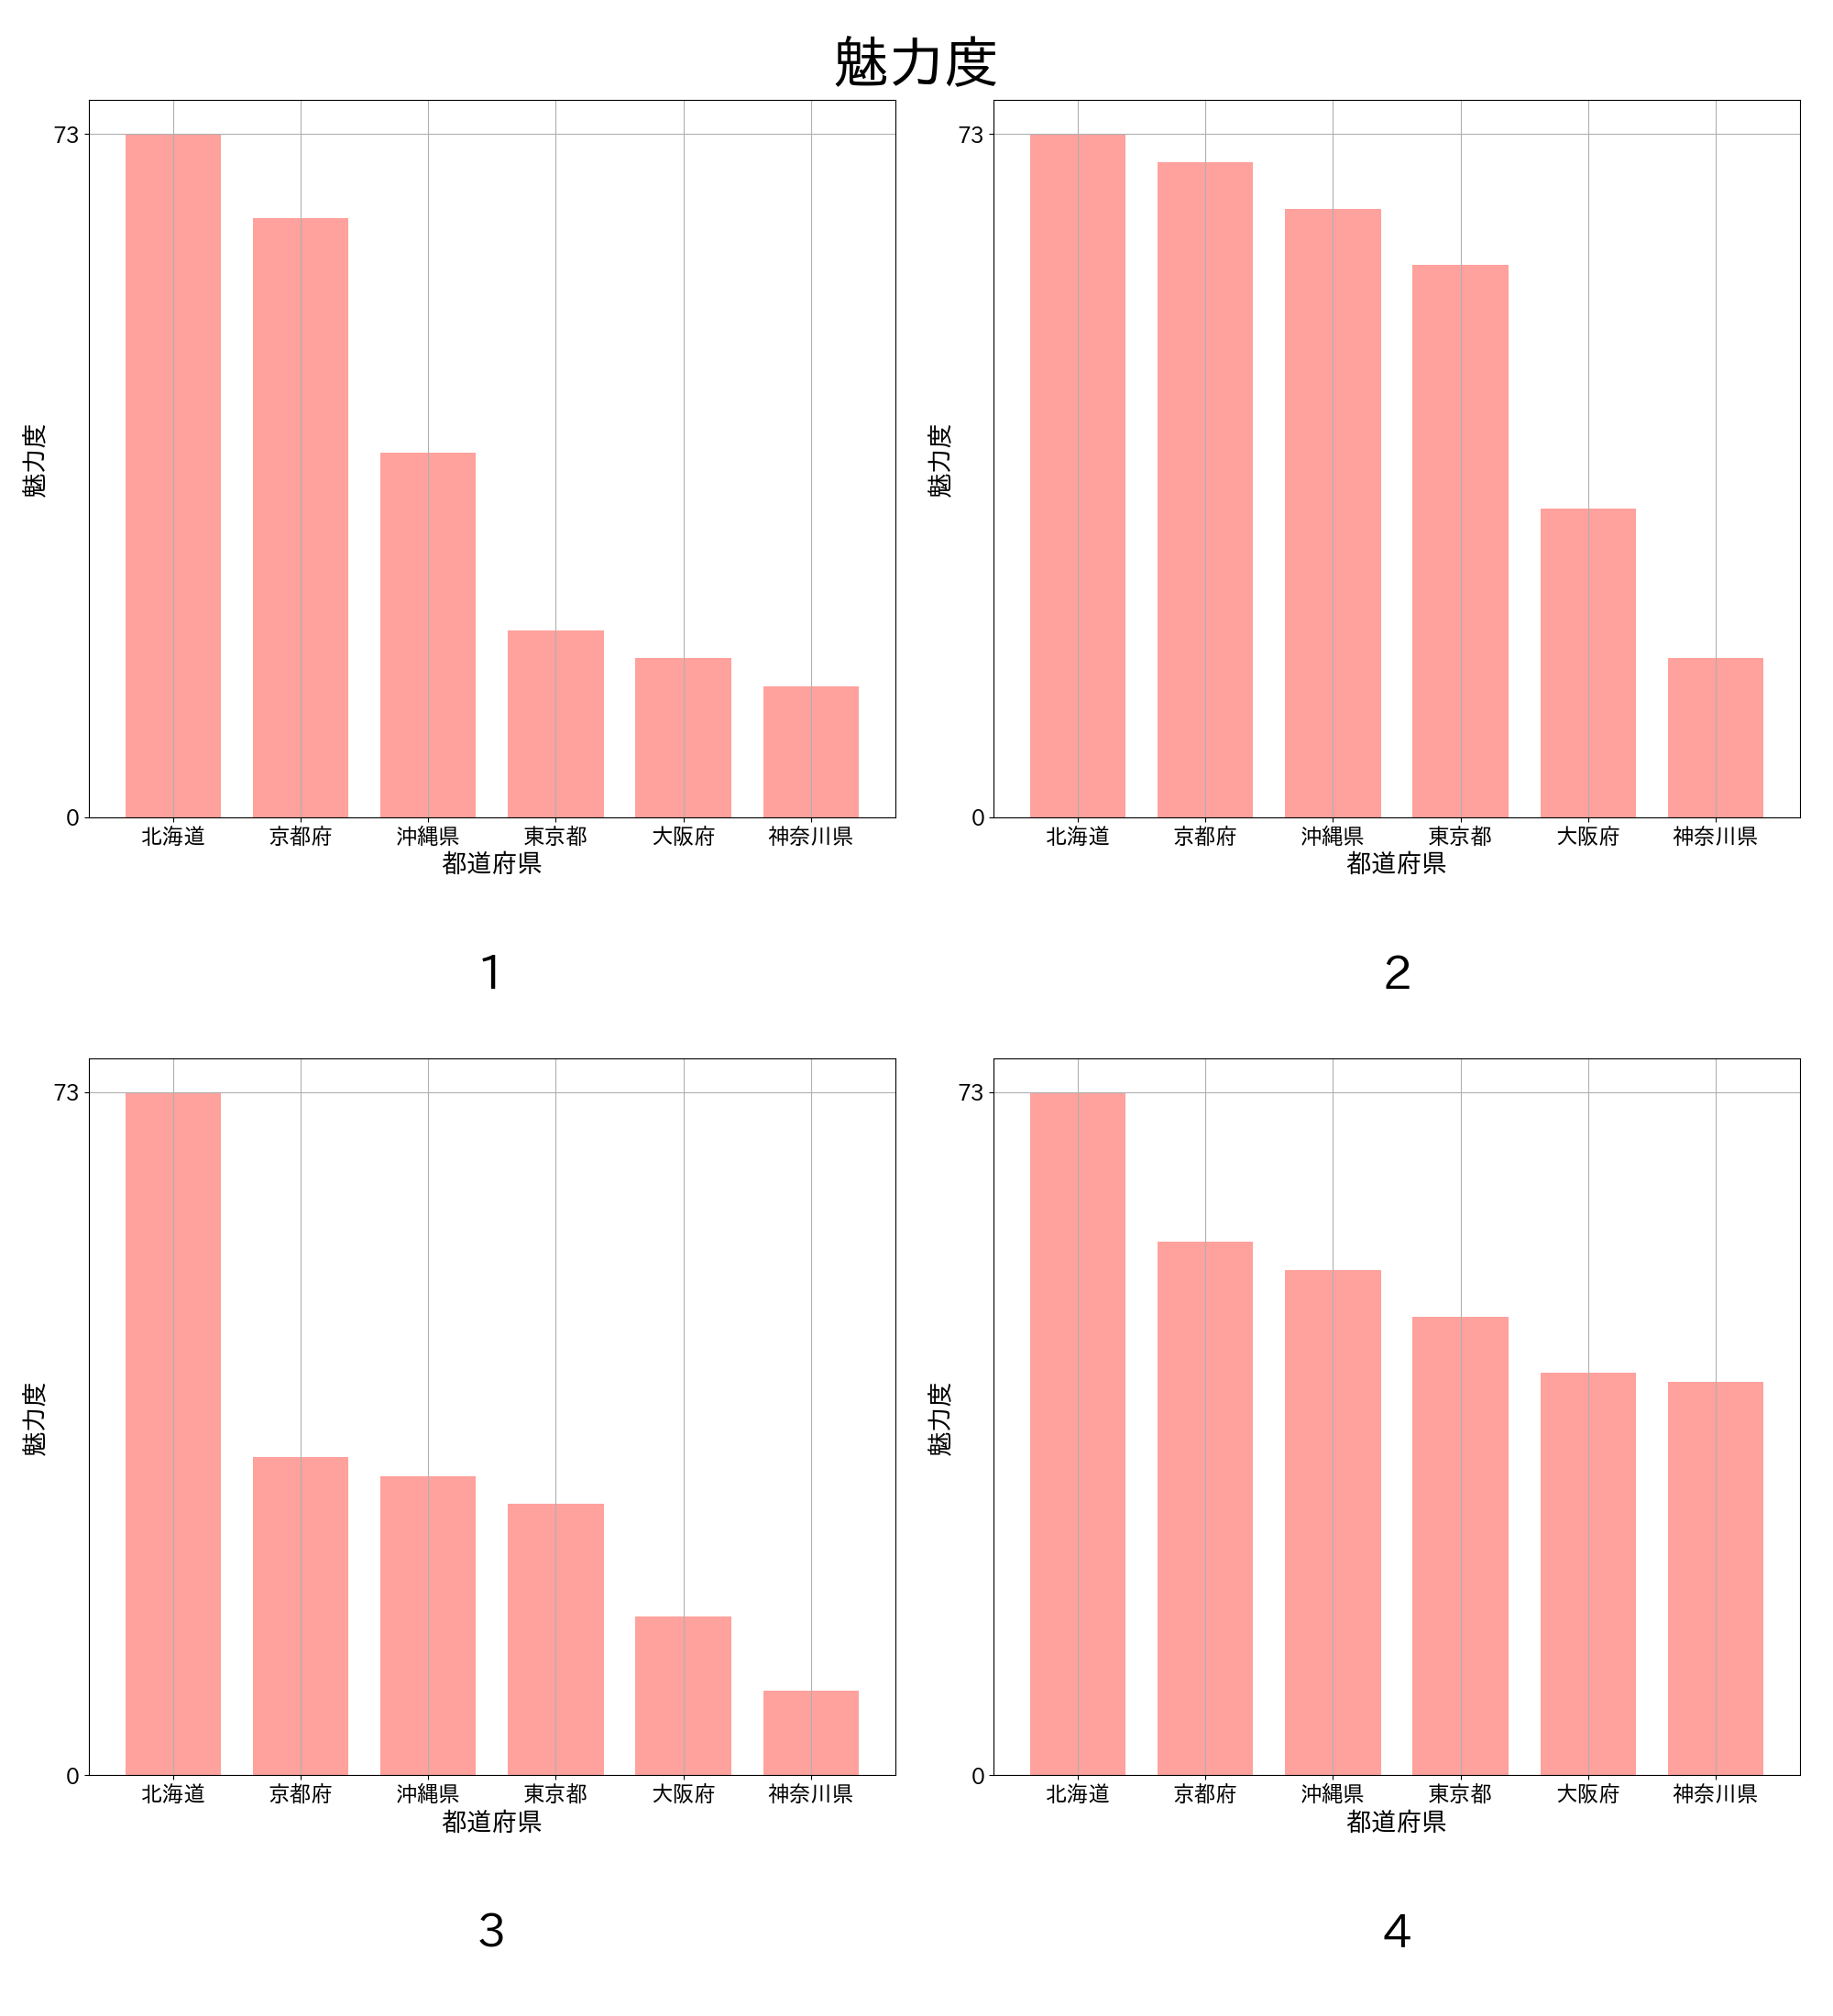 魅力度
73
0
魅力度
北海道 京都府 沖縄県 東京都 大阪府 神奈川県
都道府県
1
73
0
魅力度
北海道 京都府 沖縄県 東京都 大阪府 神奈川県
都道府県
2
73
0
魅力度
北海道 京都府 沖縄県 東京都 大阪府 神奈川県
都道府県
3
73
0
魅力度
北海道 京都府 沖縄県 東京都 大阪府 神奈川県
都道府県
4